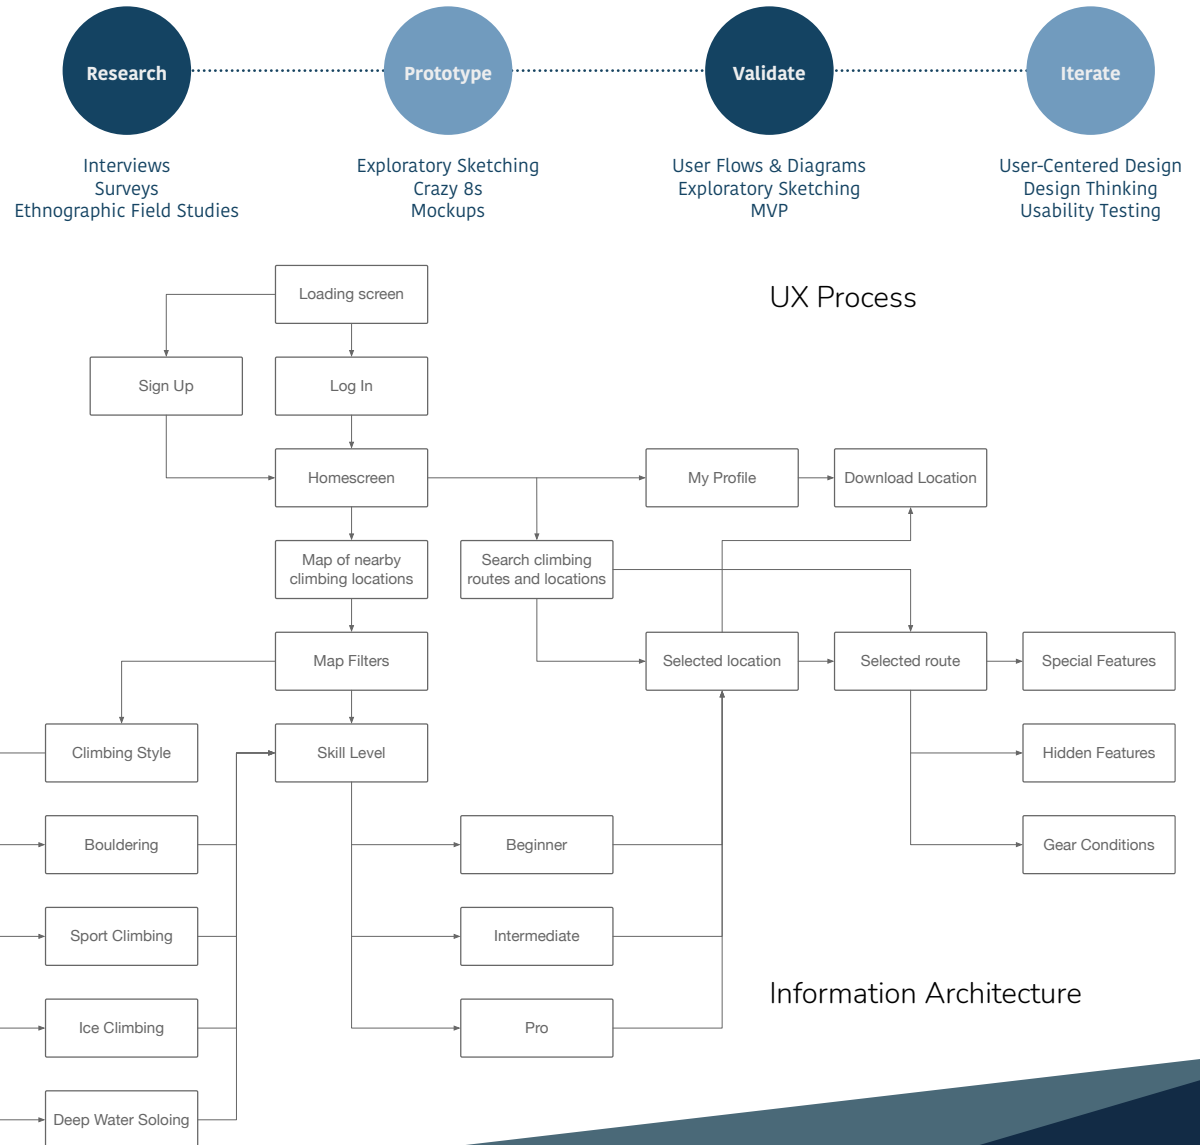 Research
Prototype
Validate
Iterate
Interviews
Surveys
Ethnographic Field Studies
Exploratory Sketching
Crazy 8s
Mockups
User Flows & Diagrams
Exploratory Sketching
MVP
User-Centered Design
Design Thinking
Usability Testing
UX Process
Loading screen
Sign Up
Log In
Homescreen
My Profile
Download Location
Map of nearby
climbing locations
Search climbing
routes and locations
Map Filters
Selected location
Selected route
Special Features
Climbing Style
Skill Level
Hidden Features
Bouldering
Beginner
Gear Conditions
Sport Climbing
Intermediate
Information Architecture
Ice Climbing
Pro
Deep Water Soloing